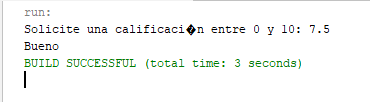 run:
Solicite una calificaci�n entre 0 y 10: 7.5
Bueno
BUILD SUCCESSFUL (total time: 3 seconds)